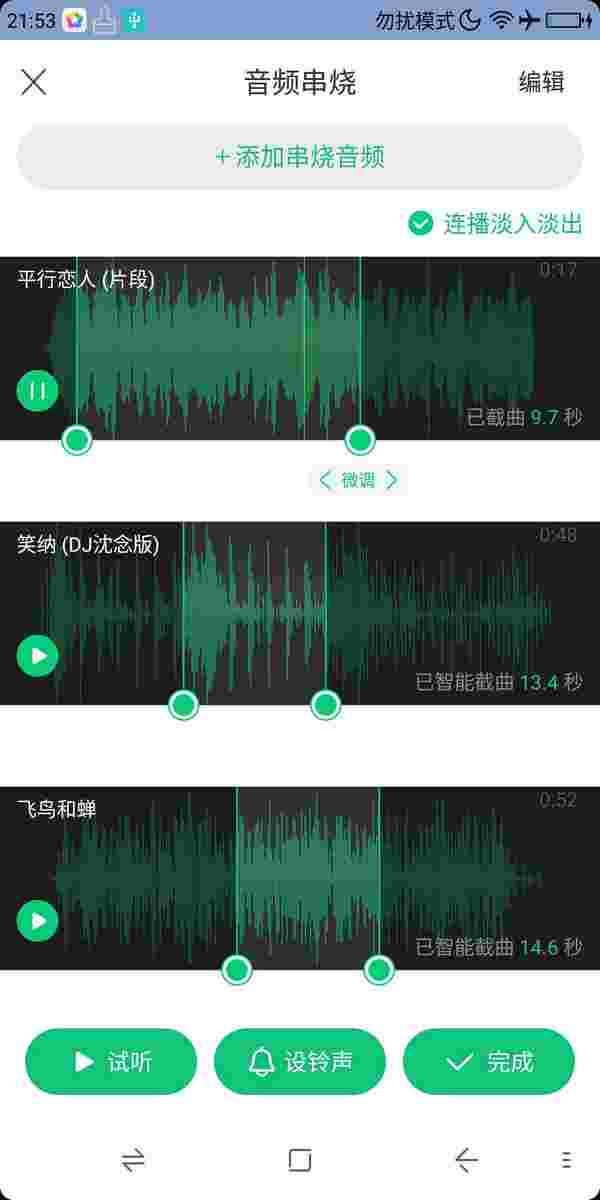 21:53 勿扰模式
音频串烧 编辑
+添加串烧音频
连播淡入淡出
平行恋人 (片段) 0:17
已截曲 9.7 秒
微调
笑纳 (DJ沈念版) 0:48
已智能截曲 13.4 秒
飞鸟和蝉 0:52
已智能截曲 14.6 秒
试听 设铃声 完成